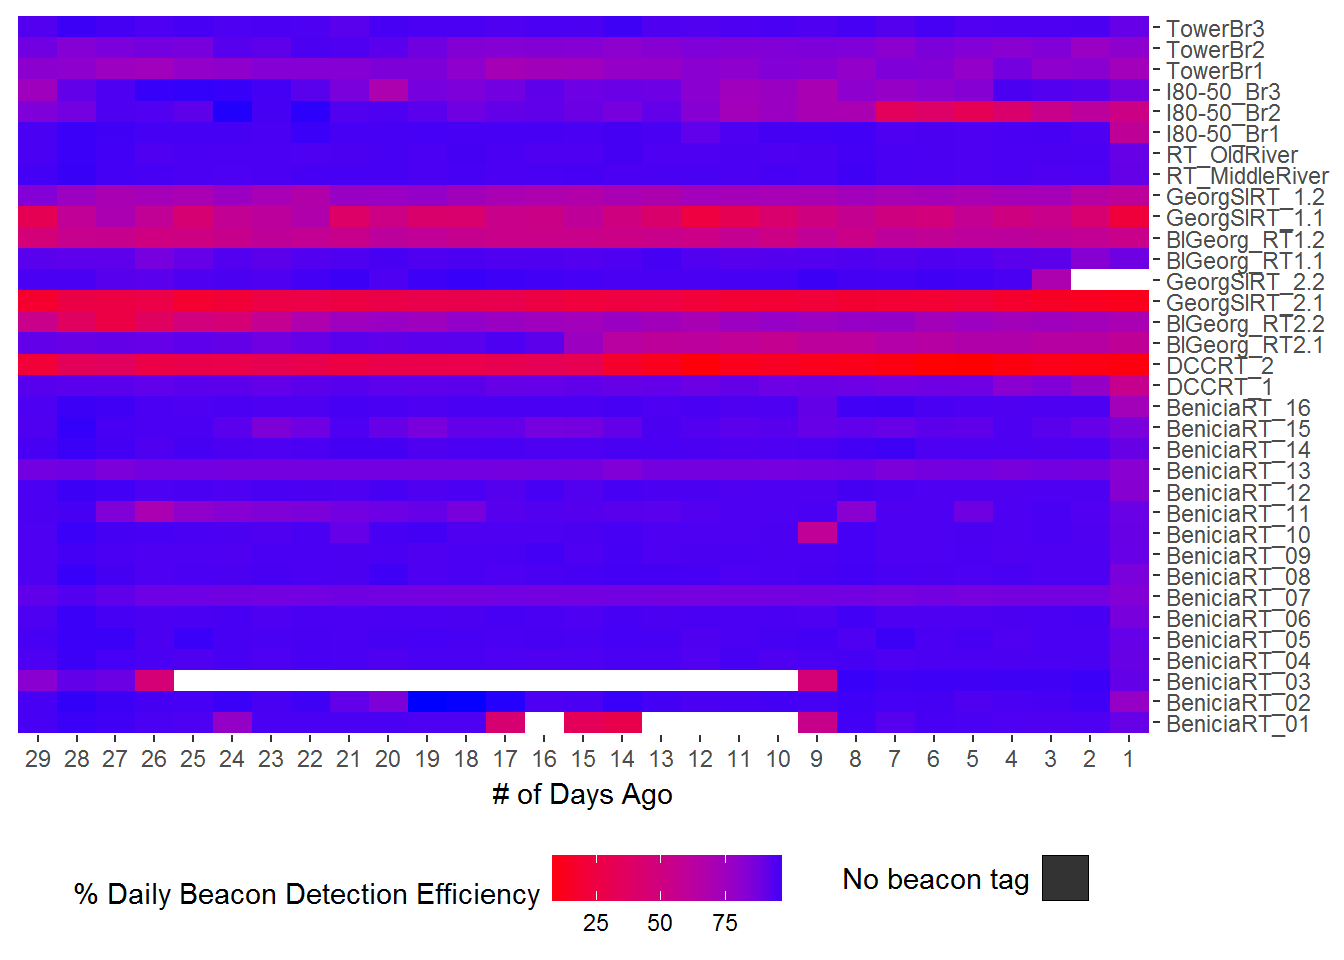 TowerBr3
TowerBr2
TowerBr1
I80-50_Br3
I80-50_Br2
I80-50_Br1
RT_OldRiver
RT_MiddleRiver
GeorgSlRT_1.2
GeorgSlRT_1.1
BlGeorg_RT1.2
BlGeorg_RT1.1
GeorgSlRT_2.2
GeorgSlRT_2.1
BlGeorg_RT2.2
BlGeorg_RT2.1
DCCRT_2
DCCRT_1
BeniciaRT_16
BeniciaRT_15
BeniciaRT_14
BeniciaRT_13
BeniciaRT_12
BeniciaRT_11
BeniciaRT_10
BeniciaRT_09
BeniciaRT_08
BeniciaRT_07
BeniciaRT_06
BeniciaRT_05
BeniciaRT_04
BeniciaRT_03
BeniciaRT_02
BeniciaRT_01
29 28 27 26 25 24 23 22 21 20 19 18 17 16 15 14 13 12 11 10 9 8 7 6 5 4 3 2 1
# of Days Ago
% Daily Beacon Detection Efficiency
25 50 75
No beacon tag